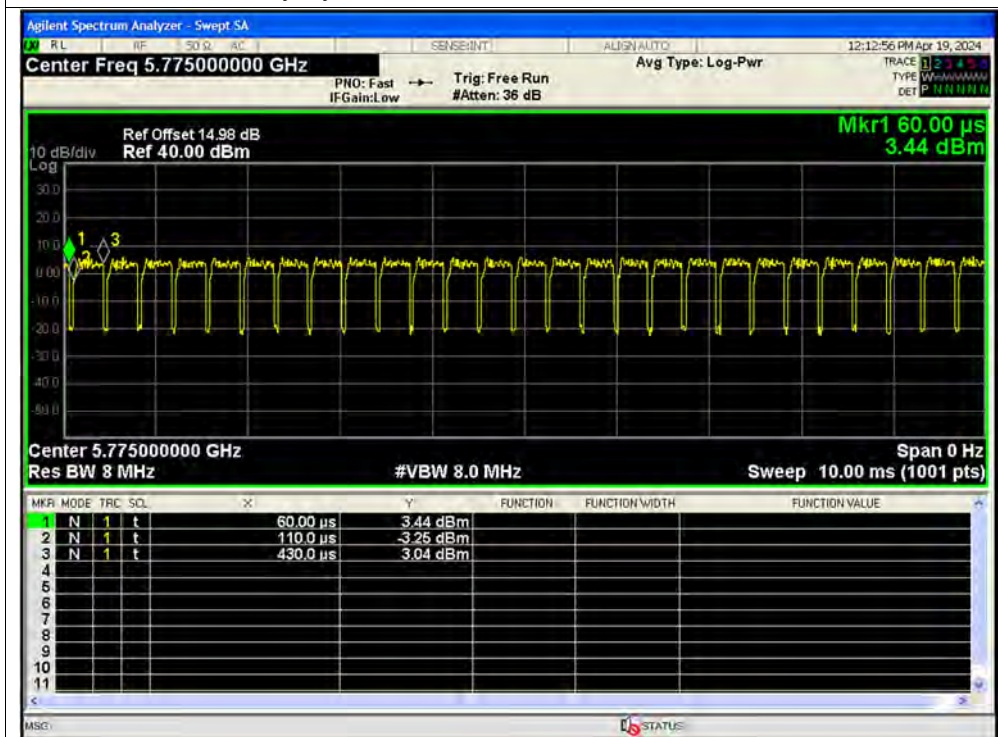 Agilent Spectrum Analyzer - Swept SA
RL RF 50 Ω AC SENSE:INT ALIGN AUTO 12:12:56 PM Apr 19, 2024
Center Freq 5.775000000 GHz Avg Type: Log-Pwr TRACE 1 2 3 4 5 6
PNO: Fast Trig: Free Run TYPE
IFGain:Low #Atten: 36 dB DET P N N N N N
Mkr1 60.00 µs
3.44 dBm
Ref Offset 14.98 dB
10 dB/div Ref 40.00 dBm
Log
30.0
20.0
10.0
0.00
-10.0
-20.0
-30.0
-40.0
-50.0
1
2
3
Center 5.775000000 GHz Span 0 Hz
Res BW 8 MHz #VBW 8.0 MHz Sweep 10.00 ms (1001 pts)
MKR MODE TRC SCL X Y FUNCTION FUNCTION WIDTH FUNCTION VALUE
1 N 1 t 60.00 µs 3.44 dBm
2 N 1 t 110.0 µs -3.25 dBm
3 N 1 t 430.0 µs 3.04 dBm
4
5
6
7
8
9
10
11
MSG STATUS